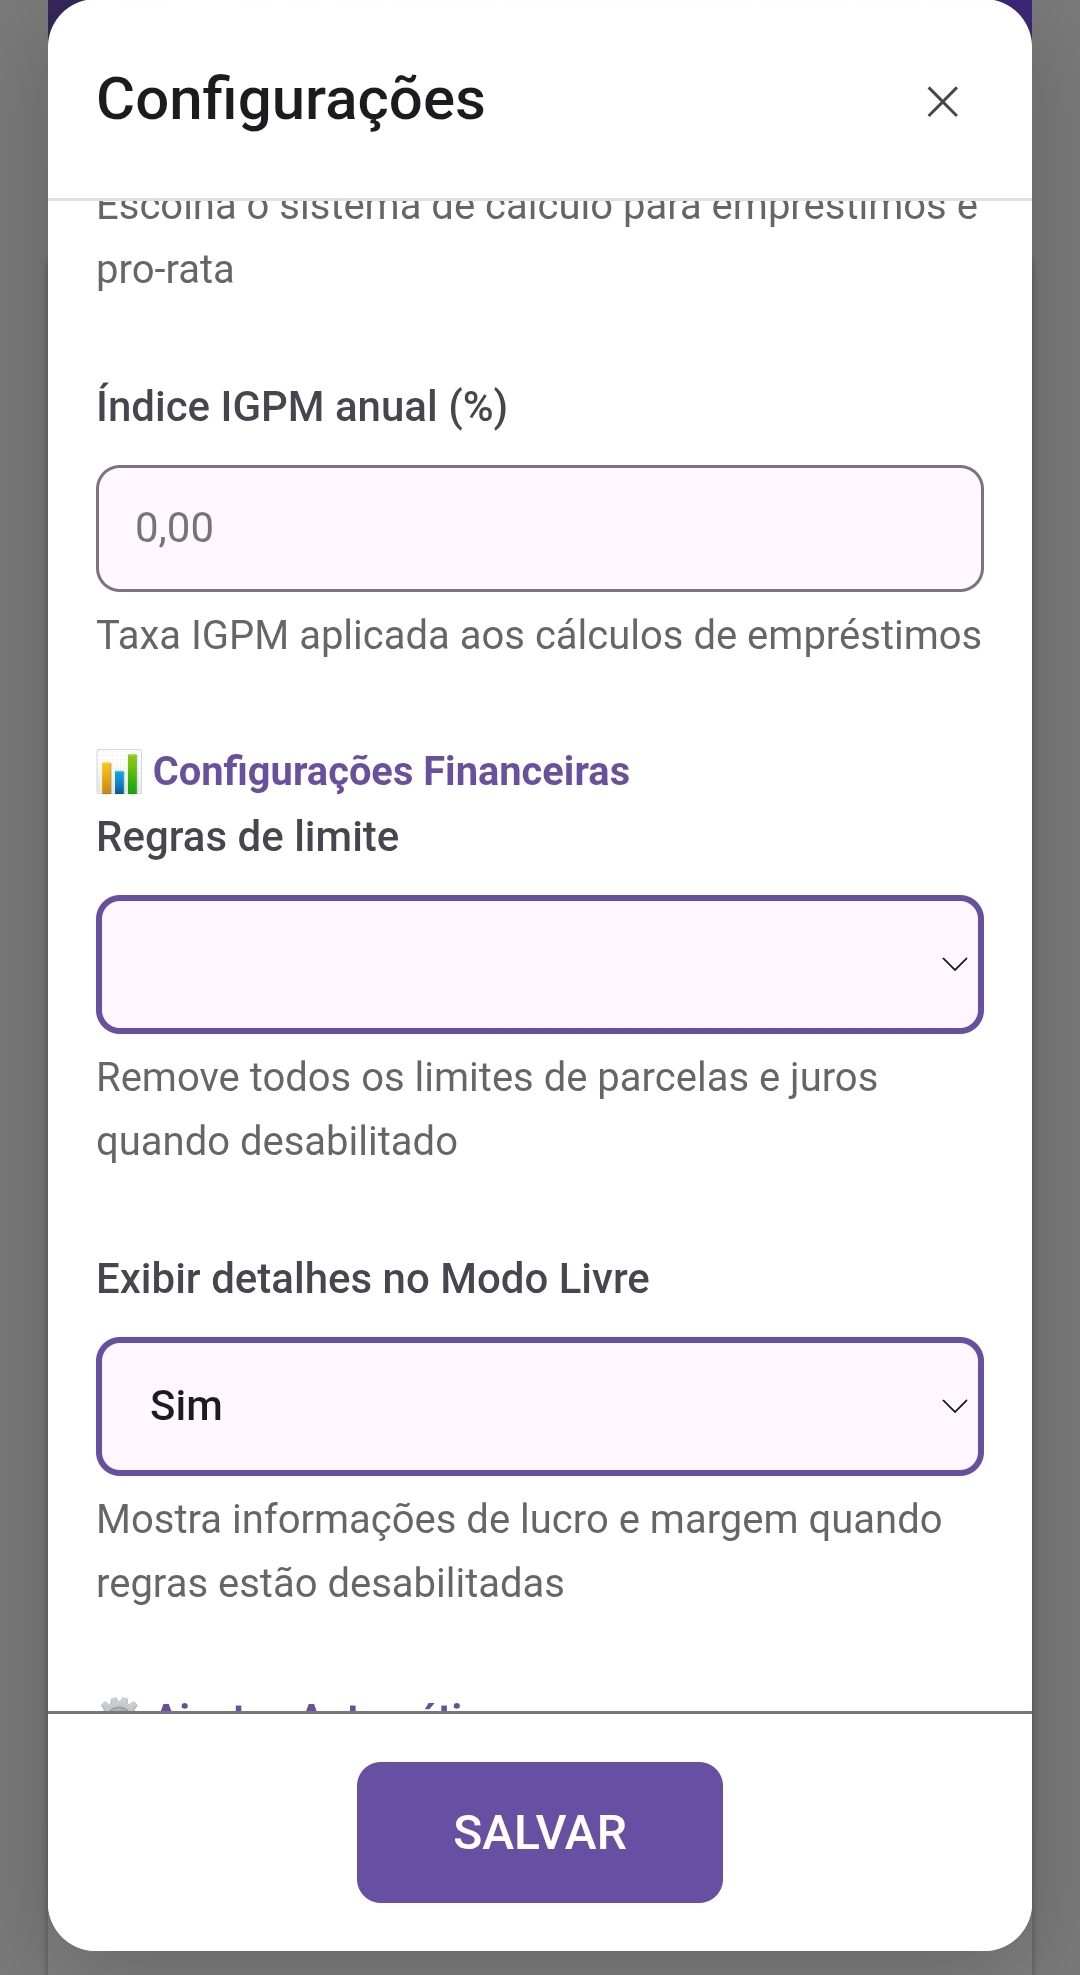 Configurações
Escolha o sistema de cálculo para empréstimos e
pro-rata
Índice IGPM anual (%)
0,00
Taxa IGPM aplicada aos cálculos de empréstimos
Configurações Financeiras
Regras de limite
Remove todos os limites de parcelas e juros
quando desabilitado
Exibir detalhes no Modo Livre
Sim
Mostra informações de lucro e margem quando
regras estão desabilitadas
SALVAR